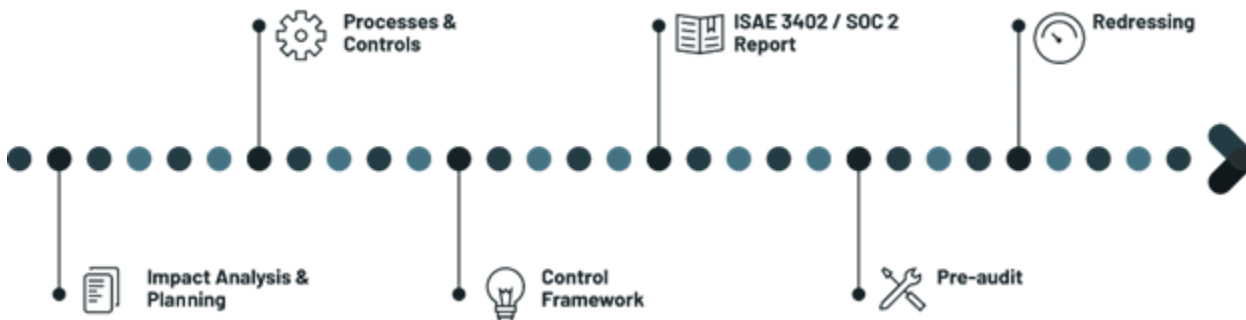 Processes &
Controls
ISAE 3402 / SOC 2
Report
Redressing
Impact Analysis &
Planning
Control
Framework
Pre-audit